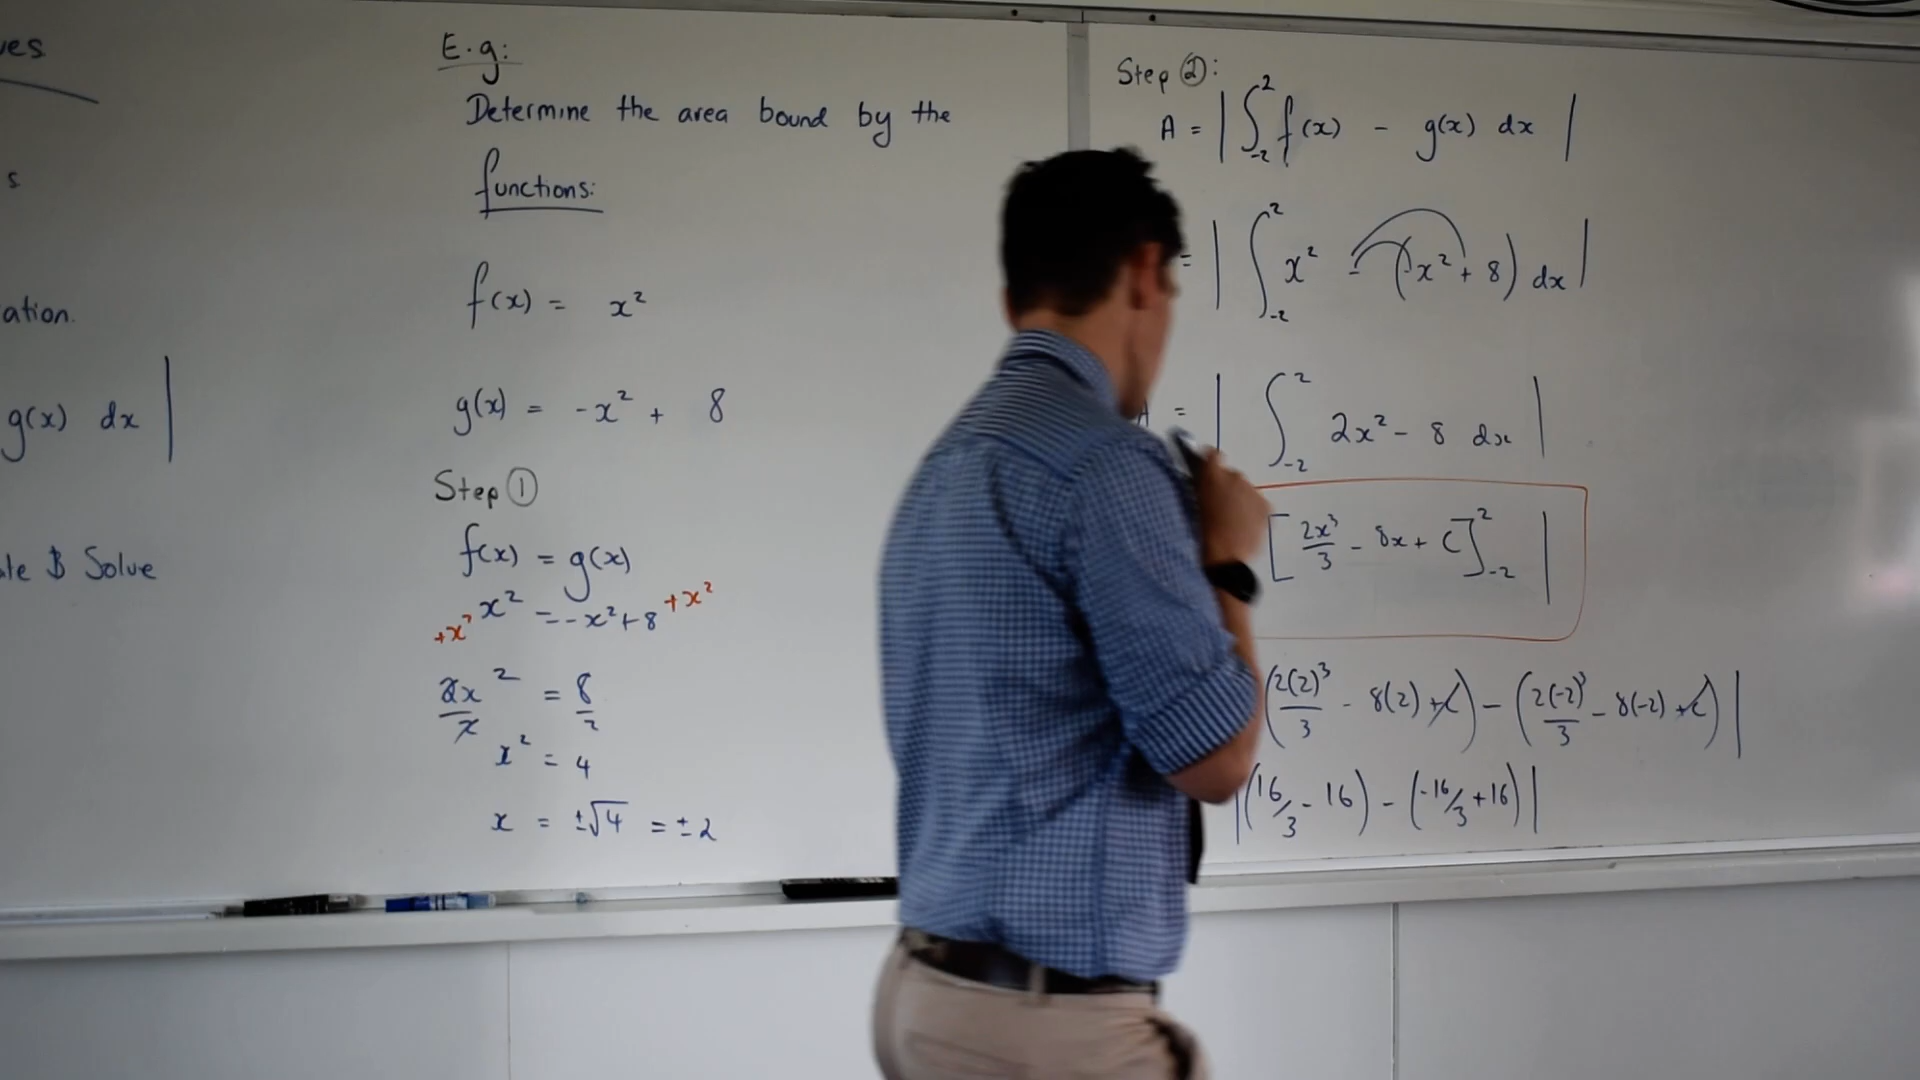 ves
s
ation.
g(x) dx |
ate & Solve
E.g:
Determine the area bound by the
functions:
f(x) = x²
g(x) = -x² + 8
Step ①
f(x) = g(x)
+x² x² = -x²+8 +x²
2x²/2 = 8/2
x² = 4
x = ±√4 = ±2
Step ②:
A = | ∫₋₂² f(x) - g(x) dx |
= | ∫₋₂² x² - (-x² + 8) dx |
A = | ∫₋₂² 2x² - 8 dx |
[ 2x³/3 - 8x + C ]₋₂² |
(2(2)³/3 - 8(2) + C) - (2(-2)³/3 - 8(-2) + C) |
|(16/3 - 16) - (-16/3 + 16)|